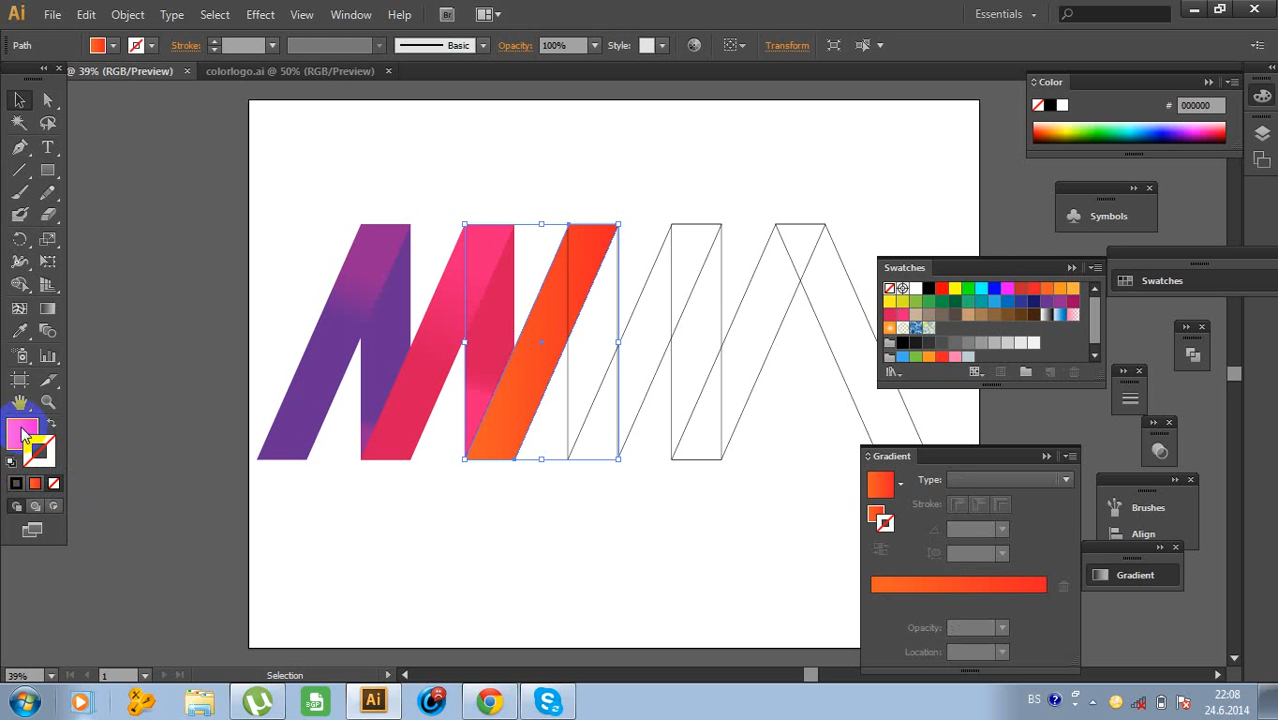 Ai File Edit Object Type Select Effect View Window Help Br Essentials
Path Stroke: Basic Opacity: 100% Style: Transform
@ 39% (RGB/Preview) colorlogo.ai @ 50% (RGB/Preview)
Color
# 000000
Symbols
Swatches
Swatches
Gradient
Type:
Stroke:
Opacity:
Location:
Brushes
Align
Gradient
39% 1 Selection
Ai BS 22:08
24.6.2014